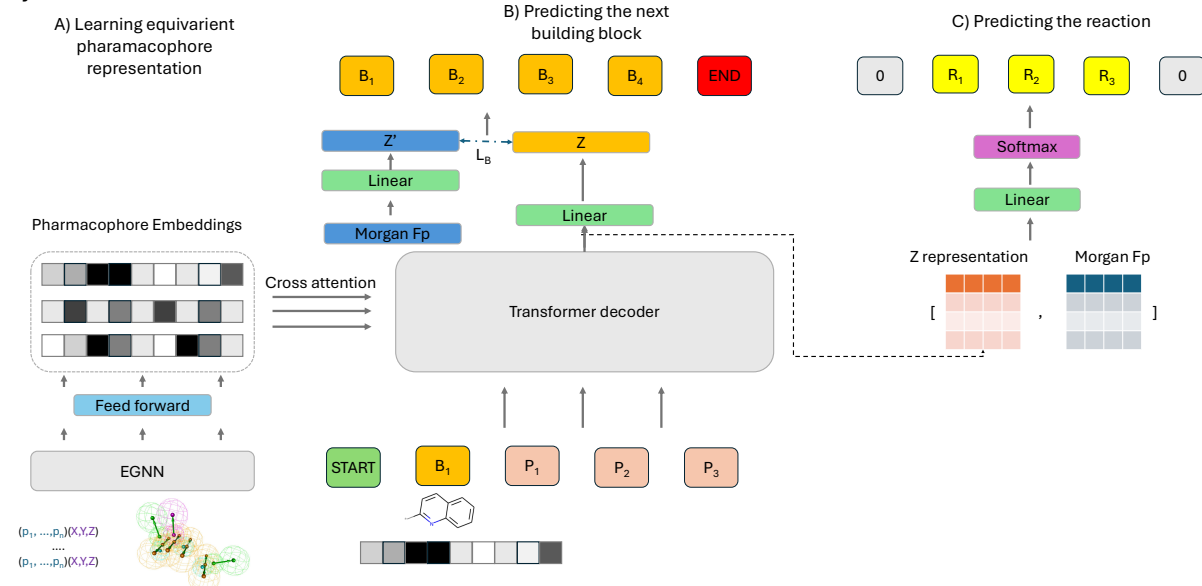 A) Learning equivarient
pharamacophore
representation
Pharmacophore Embeddings
Feed forward
EGNN
(p₁, ...,pₙ)(X,Y,Z)
....
(p₁, ...,pₙ)(X,Y,Z)
Cross attention
B) Predicting the next
building block
B₁ B₂ B₃ B₄ END
Z' L_B Z
Linear
Morgan Fp
Linear
Transformer decoder
START B₁ P₁ P₂ P₃
N
C) Predicting the reaction
0 R₁ R₂ R₃ 0
Softmax
Linear
Z representation Morgan Fp
[ , ]